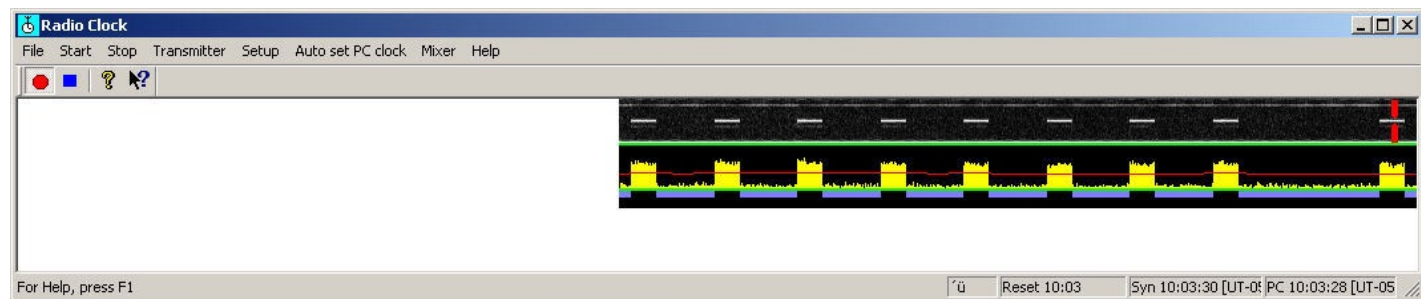 Radio Clock
File Start Stop Transmitter Setup Auto set PC clock Mixer Help
For Help, press F1 ´ü Reset 10:03 Syn 10:03:30 [UT-05 PC 10:03:28 [UT-05